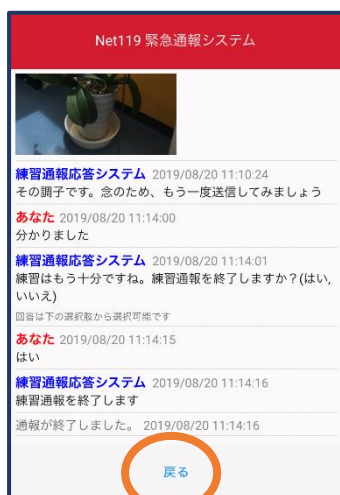 Net119 緊急通報システム
練習通報応答システム 2019/08/20 11:10:24
その調子です。念のため、もう一度送信してみましょう
あなた 2019/08/20 11:14:00
分かりました
練習通報応答システム 2019/08/20 11:14:01
練習はもう十分ですね。練習通報を終了しますか?(はい,
いいえ)
回答は下の選択肢から選択可能です
あなた 2019/08/20 11:14:15
はい
練習通報応答システム 2019/08/20 11:14:16
練習通報を終了します
通報が終了しました。 2019/08/20 11:14:16
戻る